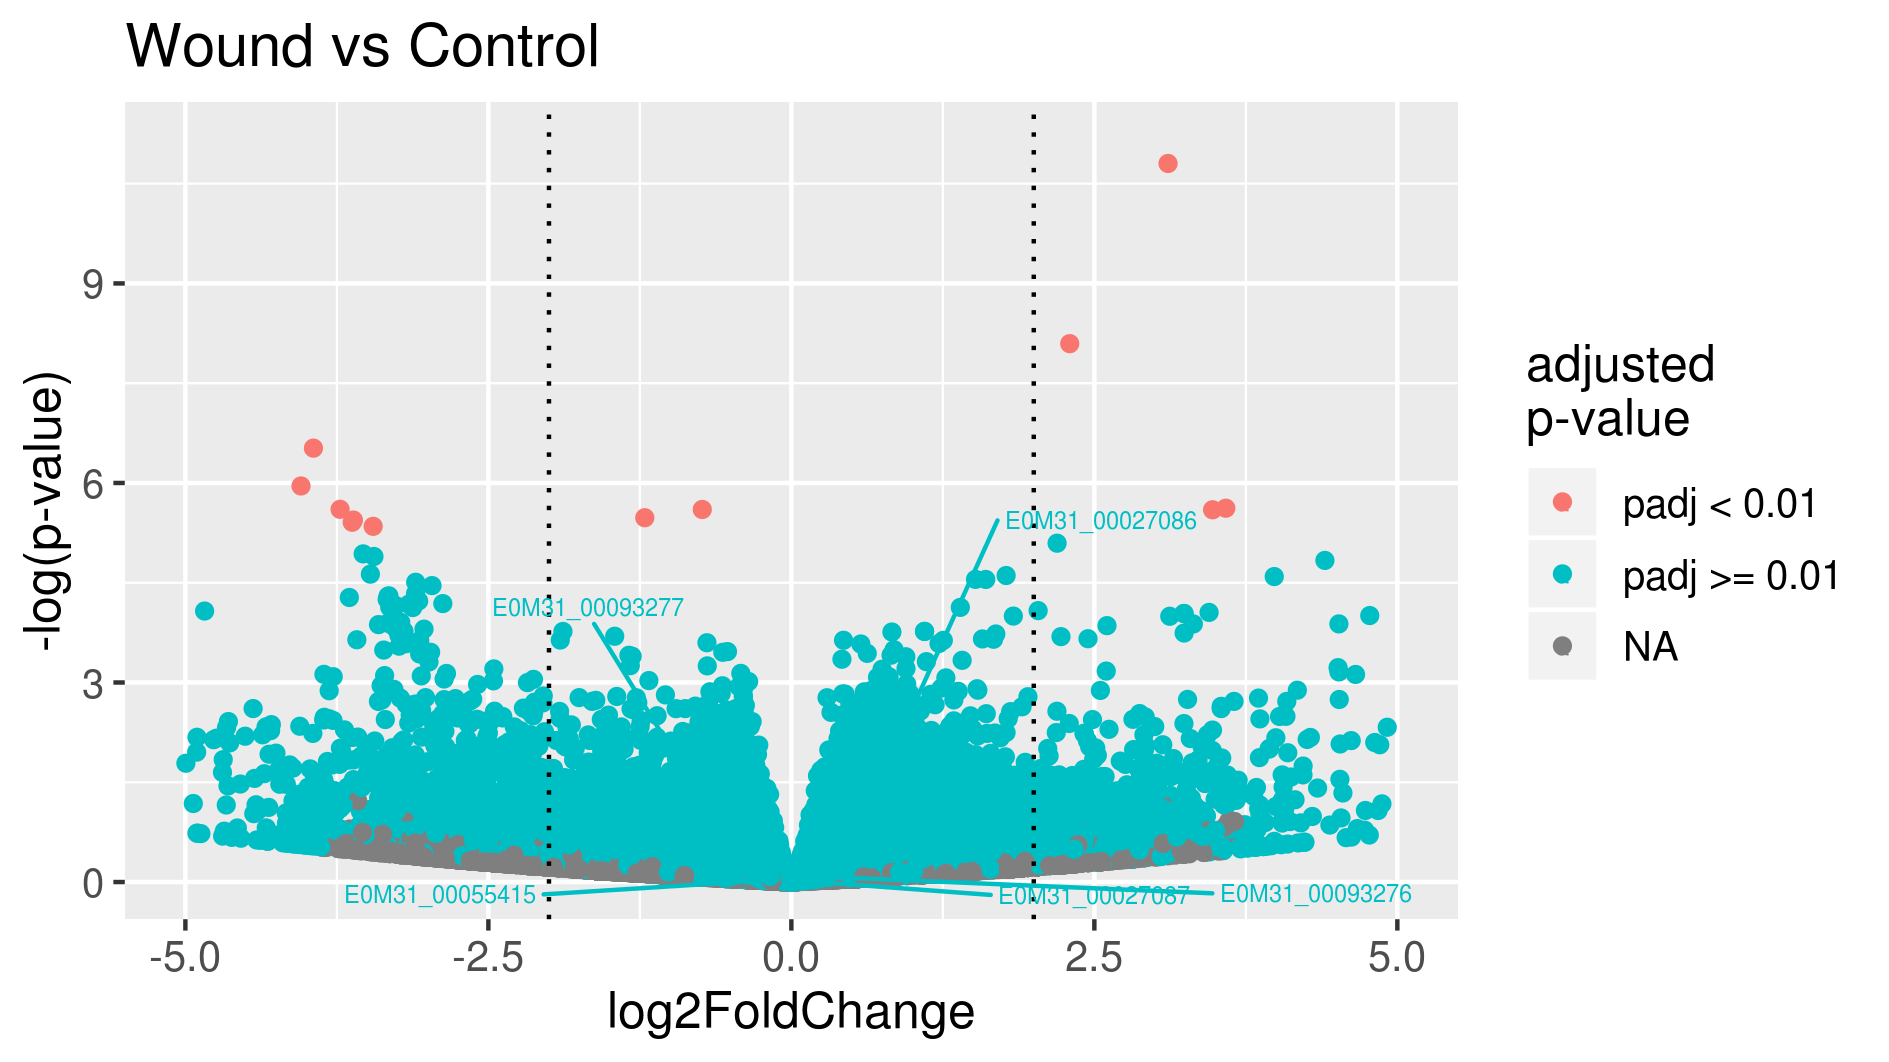 Wound vs Control
-log(p-value)
9
6
3
0
E0M31_00027086
E0M31_00093277
E0M31_00055415
E0M31_00027087
E0M31_00093276
-5.0
-2.5
0.0
2.5
5.0
log2FoldChange
adjusted
p-value
padj < 0.01
padj >= 0.01
NA